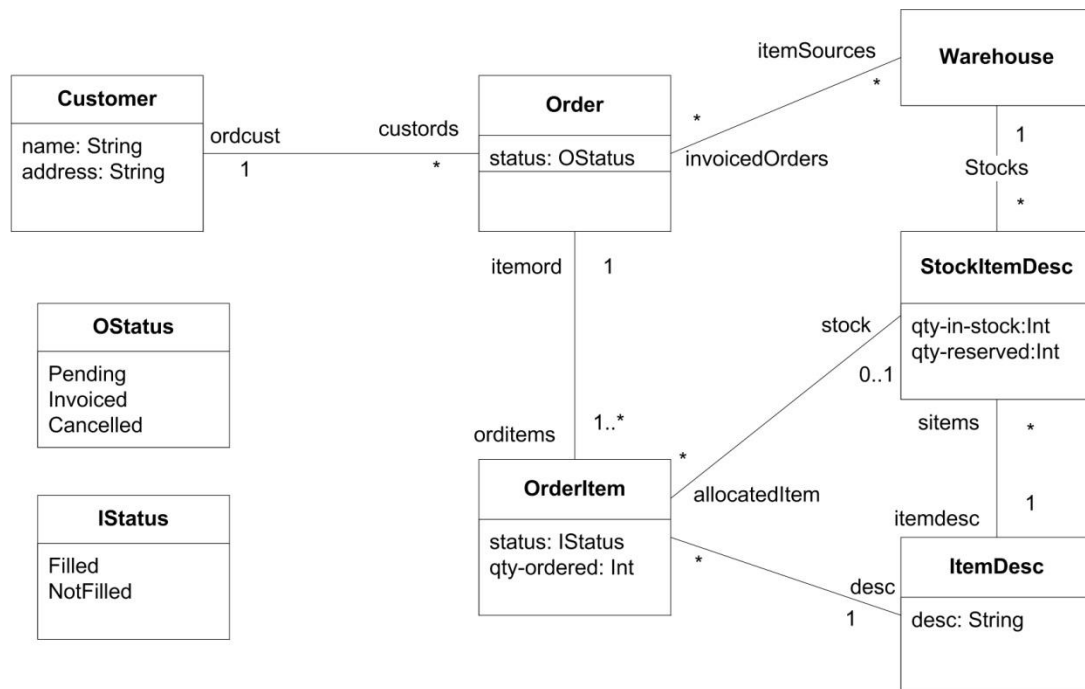 itemSources
Warehouse
*
Customer
name: String
address: String
ordcust
1
custords
*
Order
status: OStatus
*
invoicedOrders
1
Stocks
*
itemord
1
StockItemDesc
qty-in-stock:Int
qty-reserved:Int
OStatus
Pending
Invoiced
Cancelled
stock
0..1
orditems
1..*
sitems
*
OrderItem
status: IStatus
qty-ordered: Int
*
allocatedItem
*
IStatus
Filled
NotFilled
1
itemdesc
desc
1
ItemDesc
desc: String